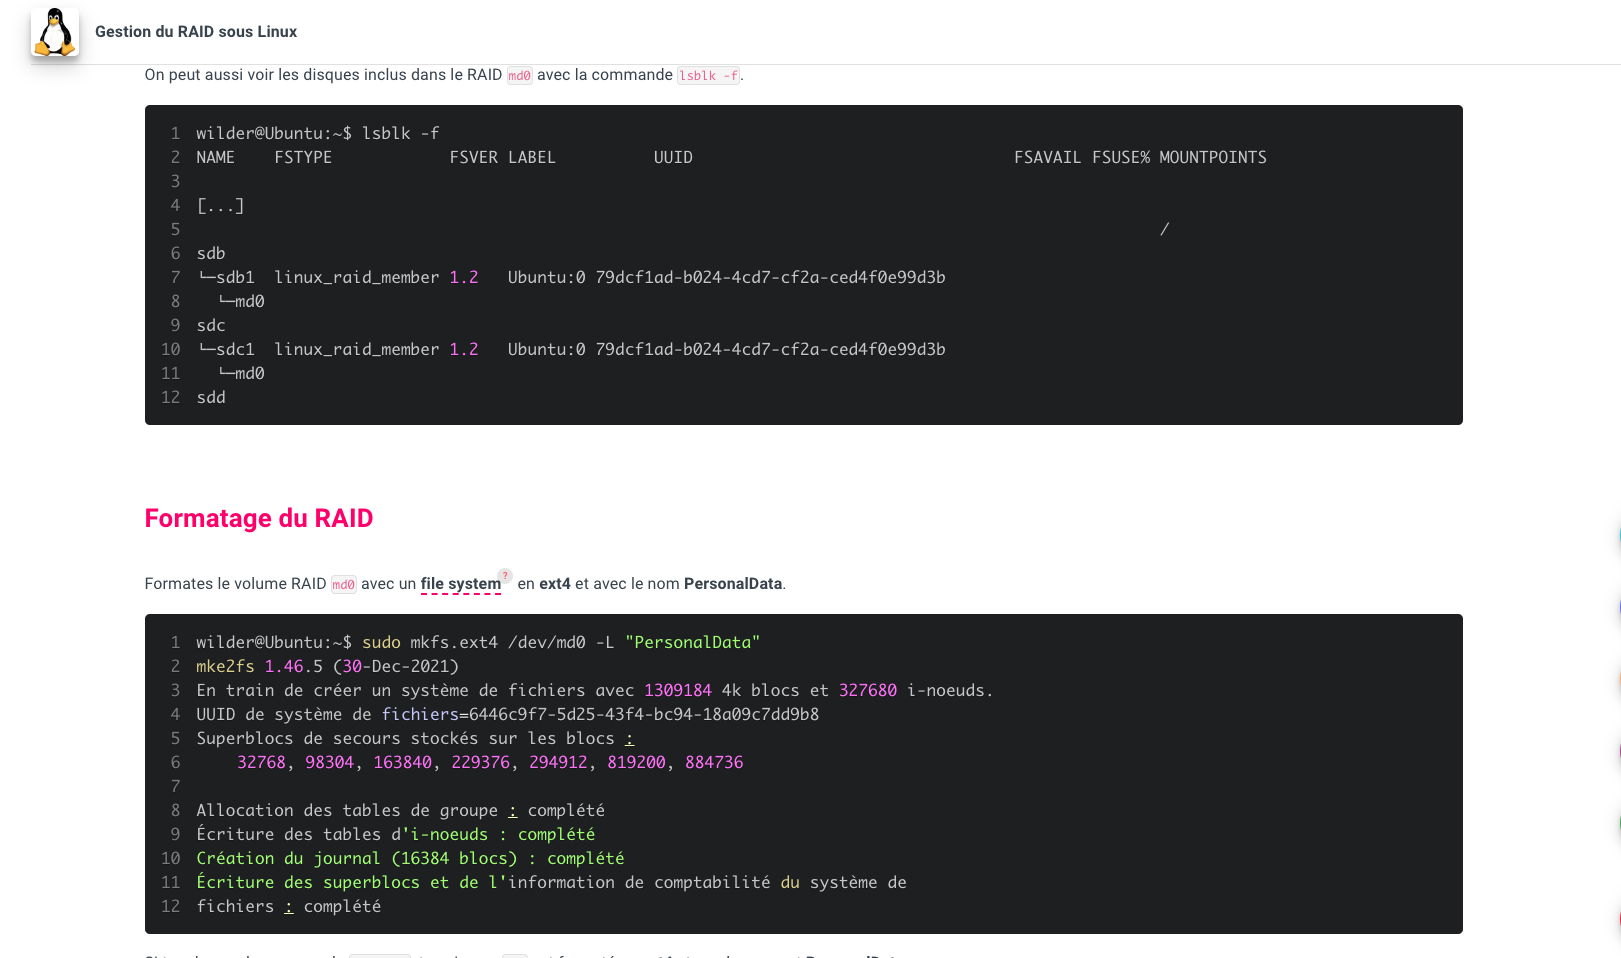 Gestion du RAID sous Linux
On peut aussi voir les disques inclus dans le RAID md0 avec la commande lsblk -f.
1 wilder@Ubuntu:~$ lsblk -f
2 NAME    FSTYPE            FSVER LABEL          UUID                                 FSAVAIL FSUSE% MOUNTPOINTS
3
4 [...]
5                                                                                                    /
6 sdb
7 └─sdb1  linux_raid_member 1.2   Ubuntu:0 79dcf1ad-b024-4cd7-cf2a-ced4f0e99d3b
8   └─md0
9 sdc
10 └─sdc1  linux_raid_member 1.2   Ubuntu:0 79dcf1ad-b024-4cd7-cf2a-ced4f0e99d3b
11   └─md0
12 sdd
Formatage du RAID
Formates le volume RAID md0 avec un file system ? en ext4 et avec le nom PersonalData.
1 wilder@Ubuntu:~$ sudo mkfs.ext4 /dev/md0 -L "PersonalData"
2 mke2fs 1.46.5 (30-Dec-2021)
3 En train de créer un système de fichiers avec 1309184 4k blocs et 327680 i-noeuds.
4 UUID de système de fichiers=6446c9f7-5d25-43f4-bc94-18a09c7dd9b8
5 Superblocs de secours stockés sur les blocs :
6     32768, 98304, 163840, 229376, 294912, 819200, 884736
7
8 Allocation des tables de groupe : complété
9 Écriture des tables d'i-noeuds : complété
10 Création du journal (16384 blocs) : complété
11 Écriture des superblocs et de l'information de comptabilité du système de
12 fichiers : complété